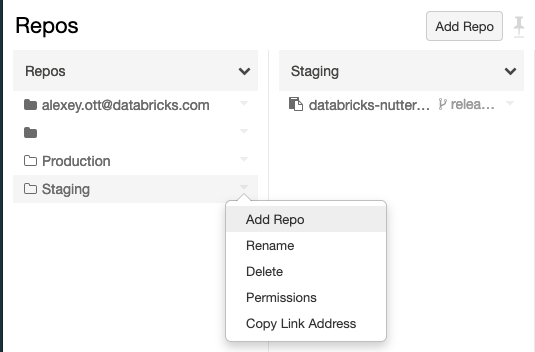 Repos
Add Repo
Repos
Staging
alexey.ott@databricks.com
databricks-nutter... relea...
Production
Staging
Add Repo
Rename
Delete
Permissions
Copy Link Address